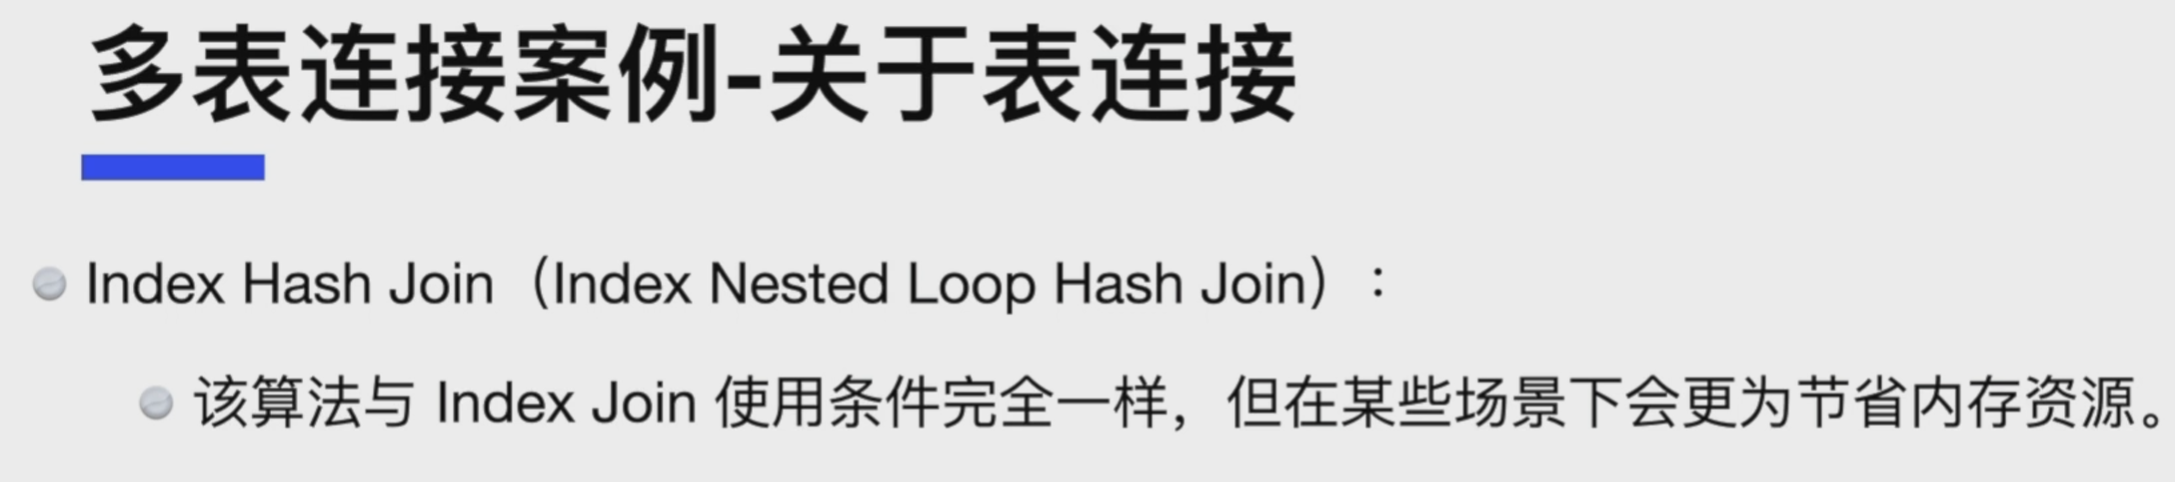 多表连接案例-关于表连接
Index Hash Join（Index Nested Loop Hash Join）：
该算法与 Index Join 使用条件完全一样，但在某些场景下会更为节省内存资源。